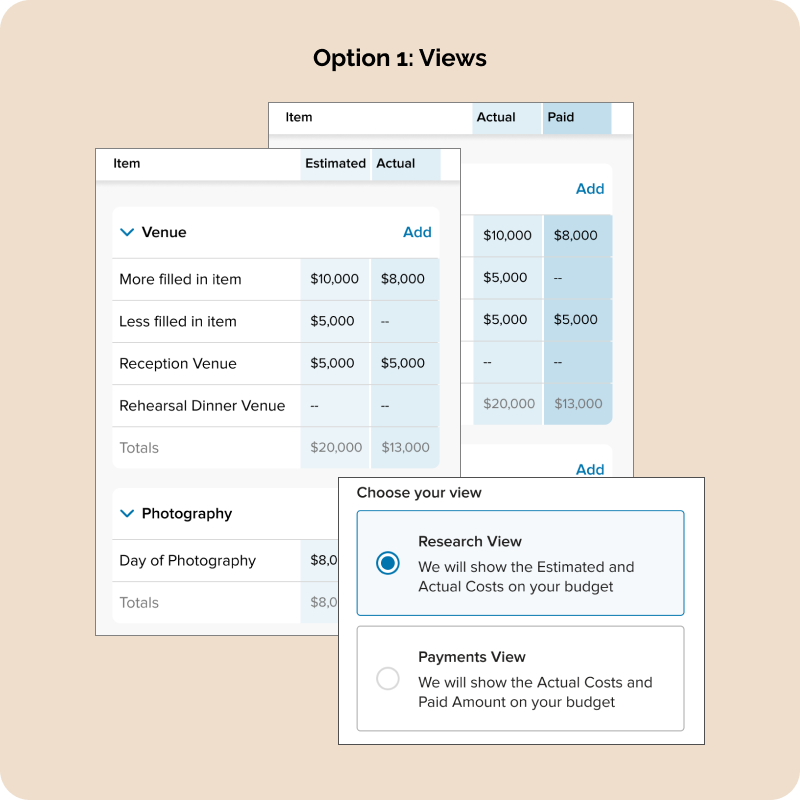 Option 1: Views
Item Actual Paid
Add
$10,000 $8,000
$5,000 --
$5,000 $5,000
-- --
$20,000 $13,000
Add
Item Estimated Actual
Venue Add
More filled in item $10,000 $8,000
Less filled in item $5,000 --
Reception Venue $5,000 $5,000
Rehearsal Dinner Venue -- --
Totals $20,000 $13,000
Photography
Day of Photography $8,0
Totals $8,0
Choose your view
Research View
We will show the Estimated and
Actual Costs on your budget
Payments View
We will show the Actual Costs and
Paid Amount on your budget